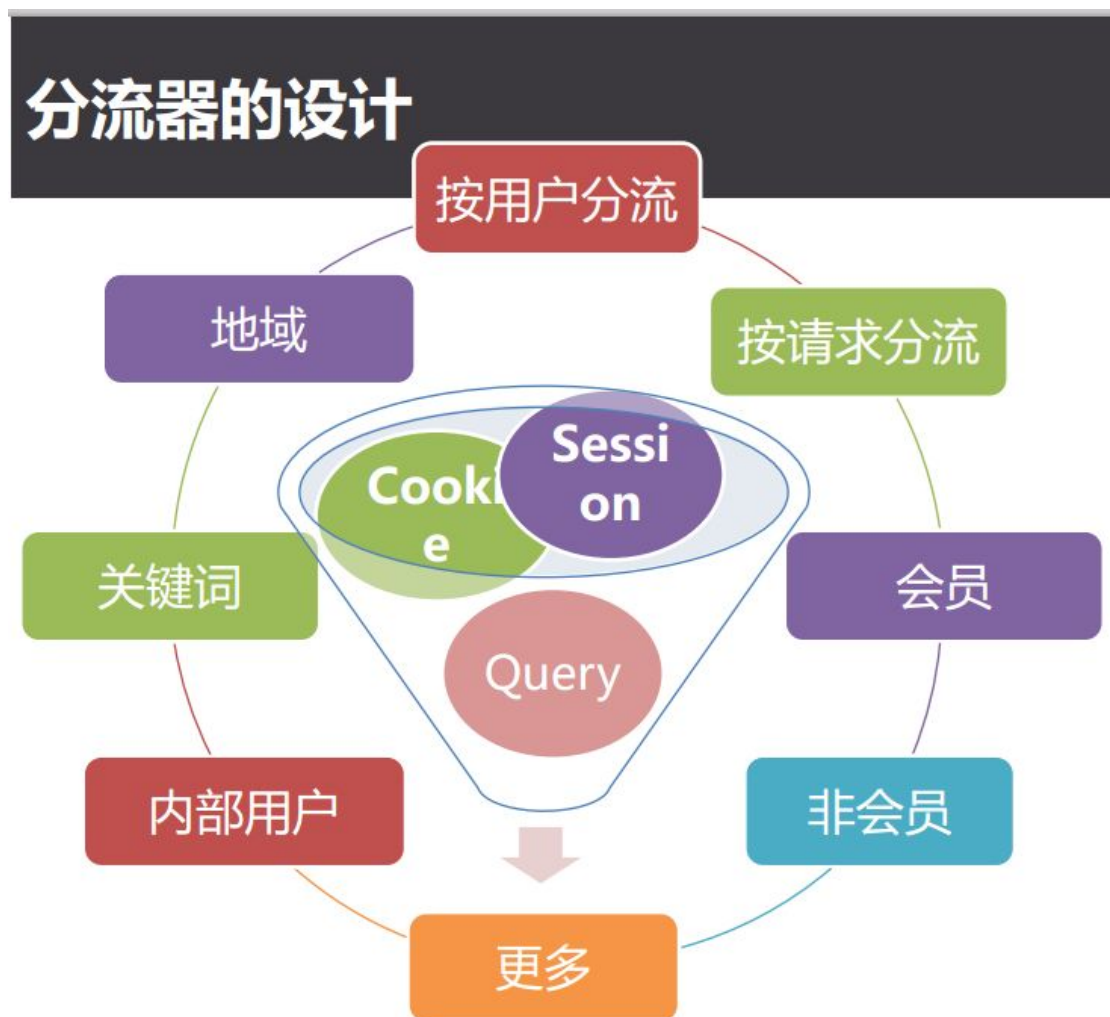 分流器的设计
按用户分流
地域
按请求分流
Sessi
on
Cooki
e
关键词
会员
Query
内部用户
非会员
更多